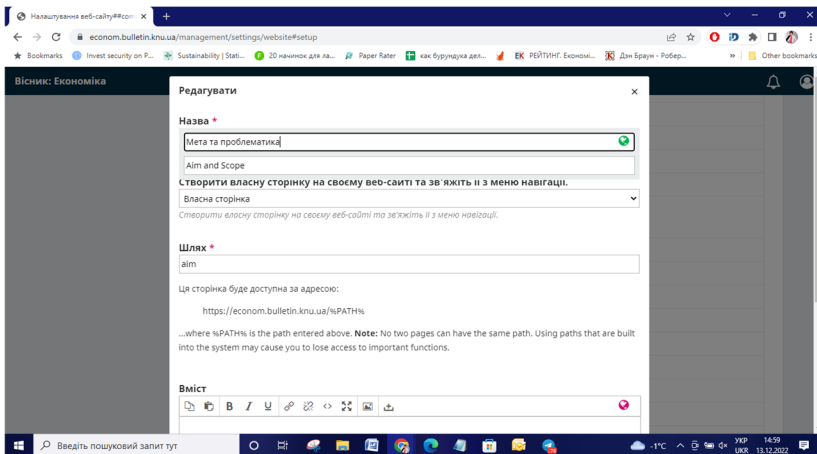 Налаштування веб-сайту##com
econom.bulletin.knu.ua/management/settings/website#setup
Bookmarks Invest security on P... Sustainability | Stati... 20 начинок для ла... Paper Rater как бурундука дел... ЕК РЕЙТИНГ. Економі... Дэн Браун - Робер... » Other bookmarks
Вісник: Економіка
Редагувати ×
Назва *
Мета та проблематика
Aim and Scope
Створити власну сторінку на своєму веб-сайті та зв'яжіть її з меню навігації.
Власна сторінка
Створити власну сторінку на своєму веб-сайті та зв'яжіть її з меню навігації.
Шлях *
aim
Ця сторінка буде доступна за адресою:
https://econom.bulletin.knu.ua/%PATH%
...where %PATH% is the path entered above. Note: No two pages can have the same path. Using paths that are built
into the system may cause you to lose access to important functions.
Вміст
B I U
Введіть пошуковий запит тут
-1°C УКР 14:59
UKR 13.12.2022